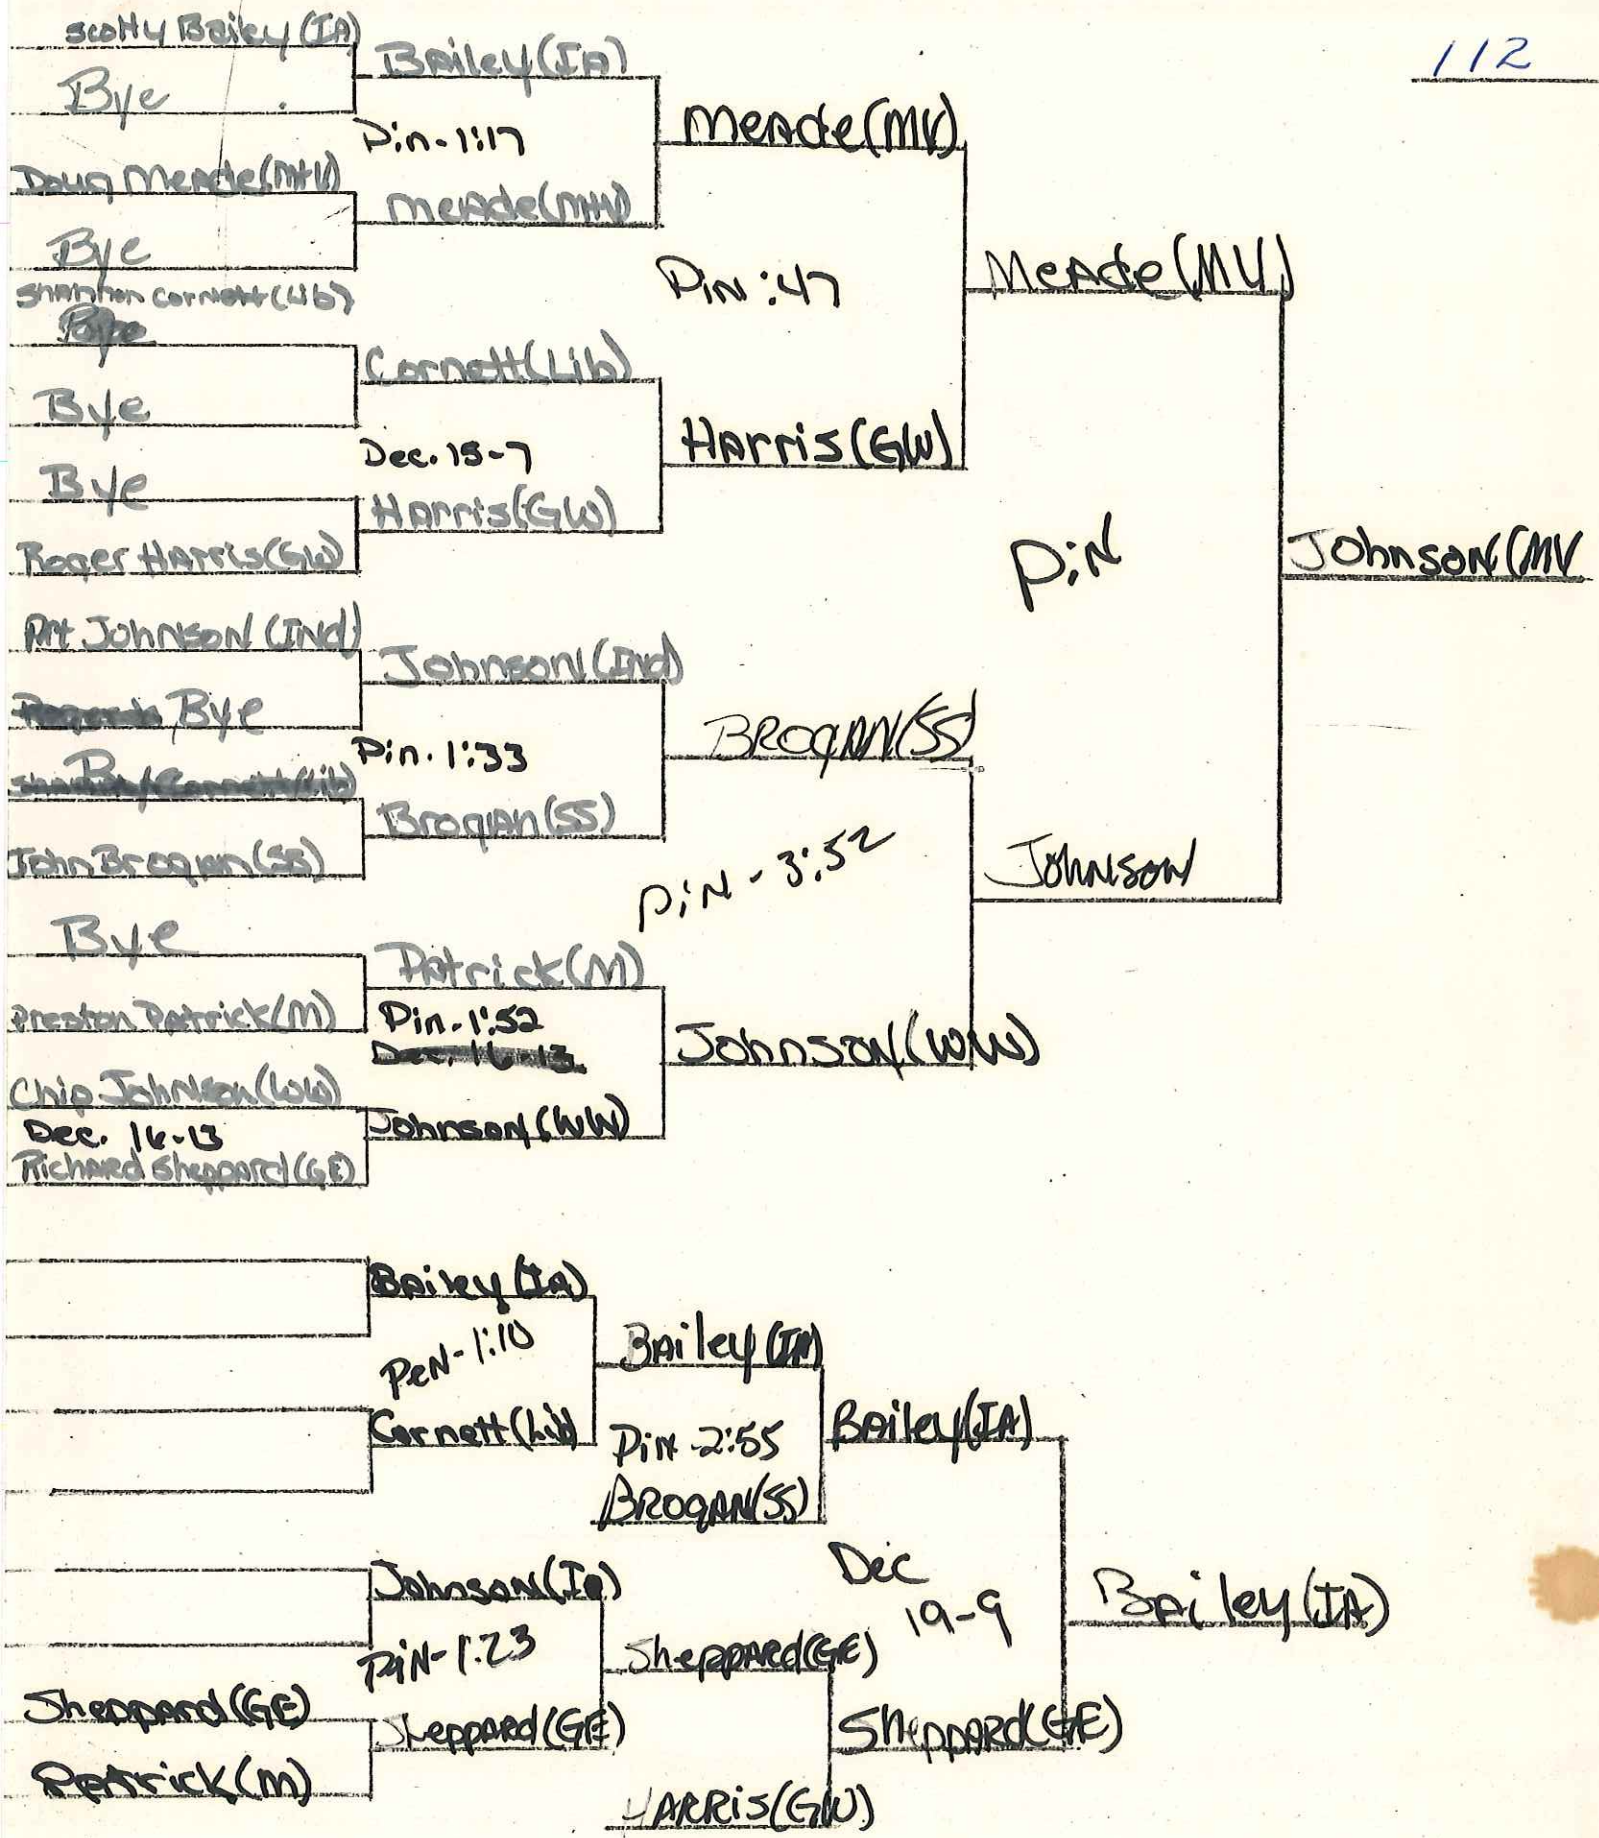 112
Scotty Bailey (IA)
Bye
Doug Meade (MHV)
Bye
Shannon Cornett (Lib)
Bye
Bye
Roger Harris (GW)
Art Johnson (Ind)
Bye
John Brogan (SS)
Bye
Preston Patrick (M)
Chip Johnson (WW)
Dec. 16-13
Richard Sheppard (GE)
Bailey (IA)
Pin - 1:17
Meade (MHV)
Cornett (Lib)
Dec. 15-7
Harris (GW)
Johnson (Ind)
Pin. 1:33
Brogan (SS)
Patrick (M)
Pin. 1:52
Dec. 16-13
Johnson (WW)
Meade (MV)
Pin :47
Harris (GW)
Brogan (SS)
Pin - 3:52
Johnson (WW)
Meade (MV)
Pin
Johnson
Johnson (MV
Sheppard (GE)
Patrick (M)
Bailey (IA)
PeN - 1:10
Cornett (Lib)
Johnson (IA)
PiN - 1:23
Sheppard (GE)
Bailey (IA)
Pin - 2:55
Brogan (SS)
Sheppard (GE)
HARRiS (GW)
Bailey (IA)
Dec
19-9
Sheppard (GE)
Bailey (IA)